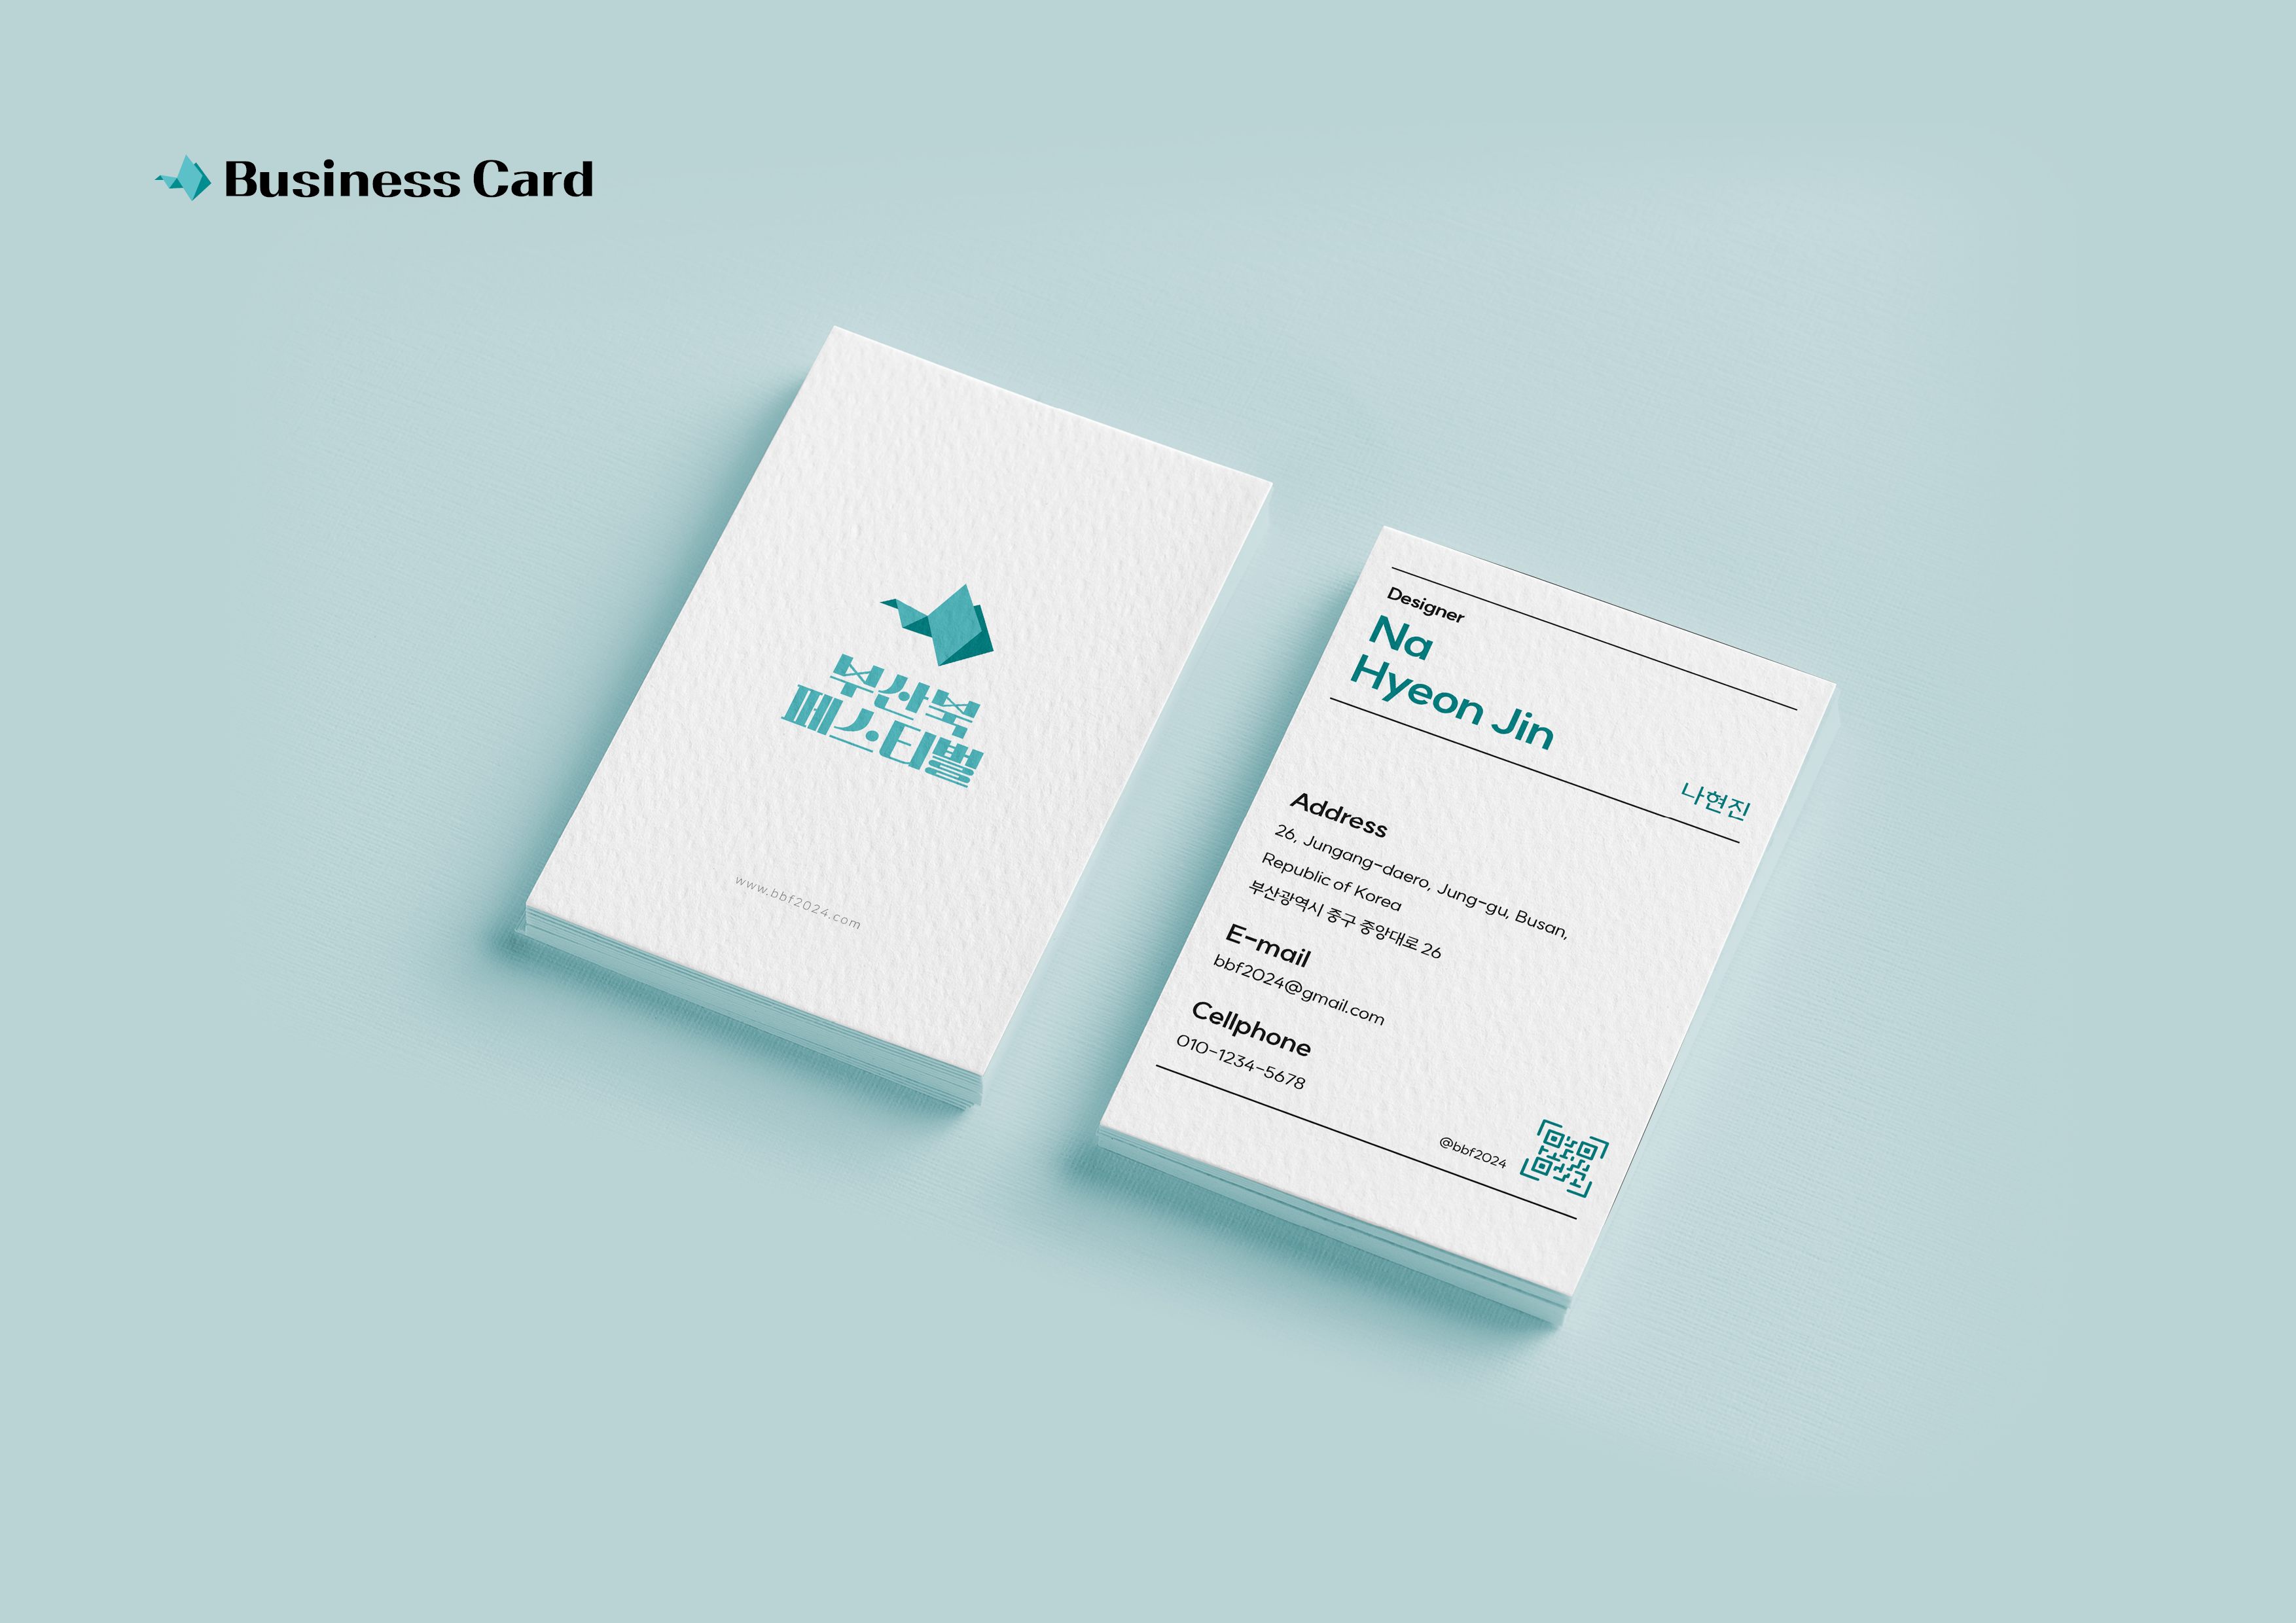 Business Card
부산북
페스티벌
www.bbf2024.com
Designer
Na
Hyeon Jin
나현진
Address
26, Jungang-daero, Jung-gu, Busan,
Republic of Korea
부산광역시 중구 중앙대로 26
E-mail
bbf2024@gmail.com
Cellphone
010-1234-5678
@bbf2024